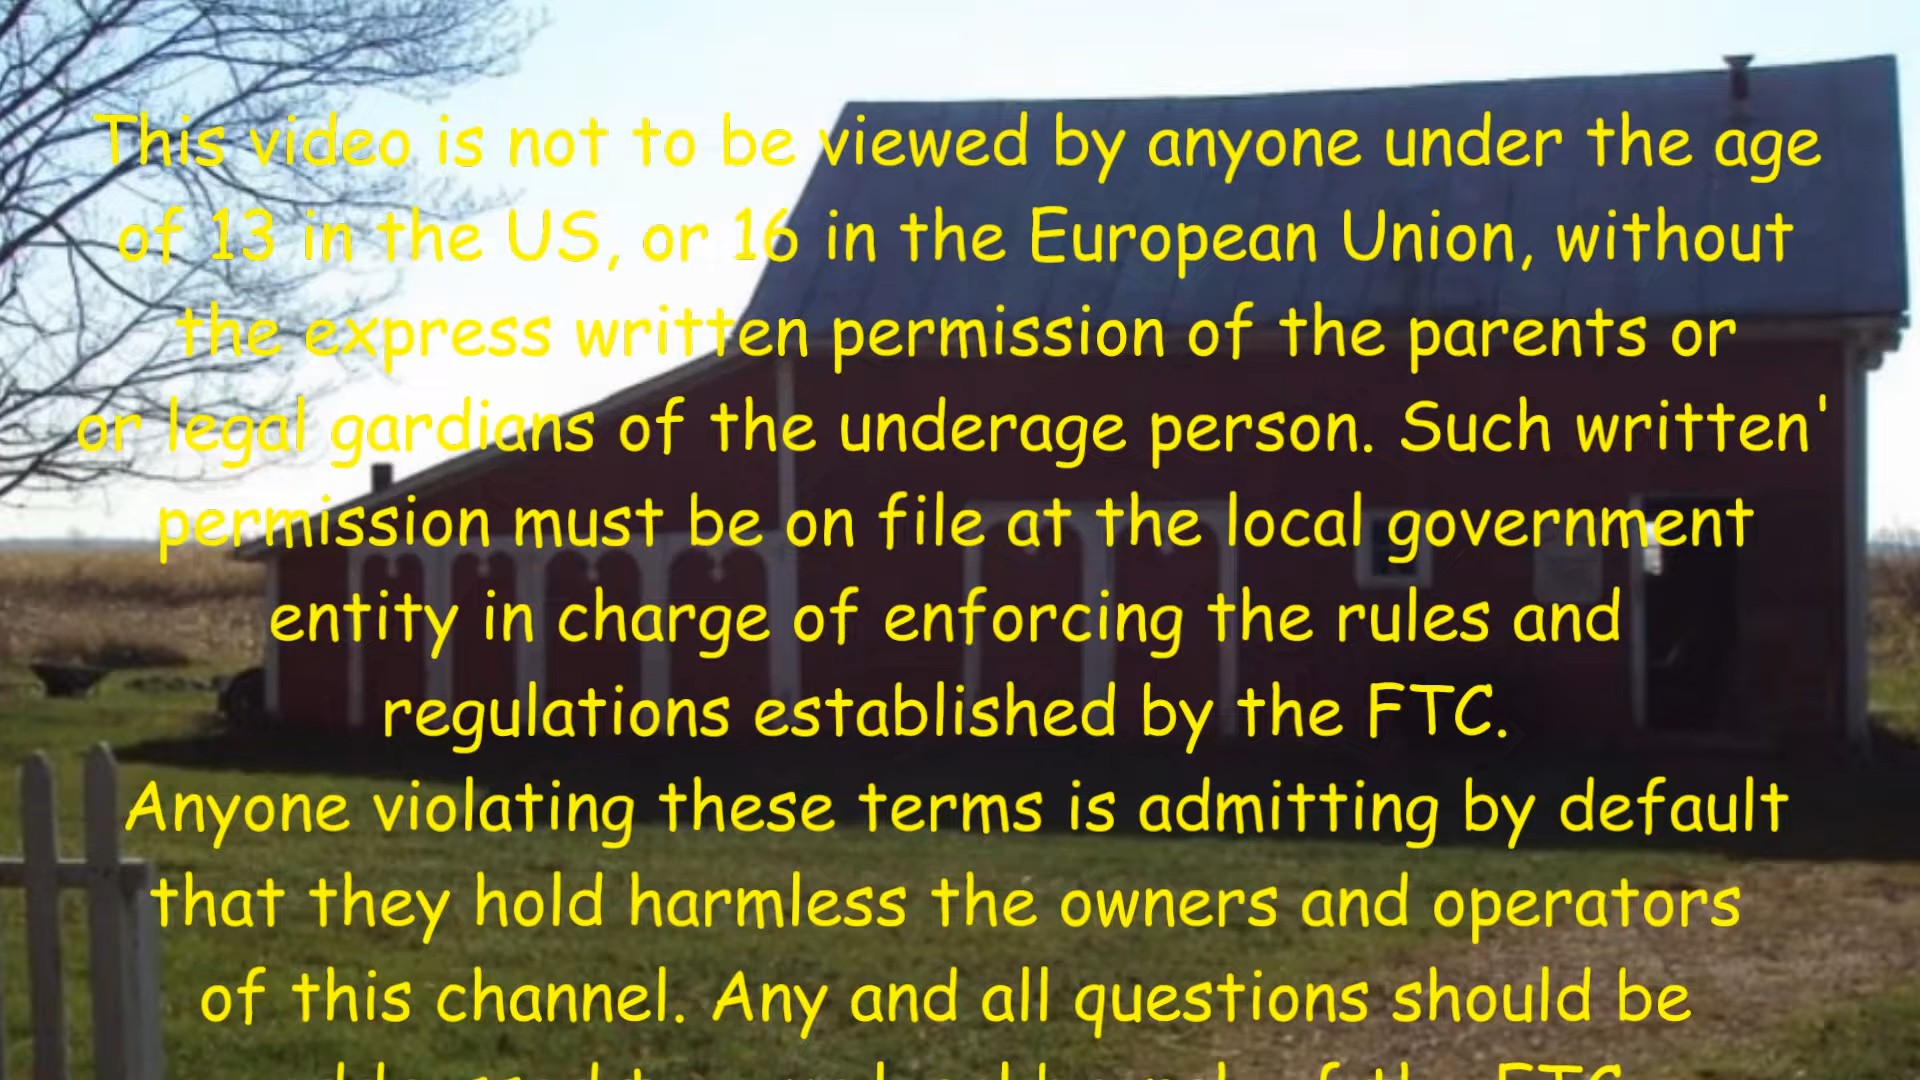 This video is not to be viewed by anyone under the age
of 13 in the US, or 16 in the European Union, without
the express written permission of the parents or
or legal gardians of the underage person. Such written'
permission must be on file at the local government
entity in charge of enforcing the rules and
regulations established by the FTC.
Anyone violating these terms is admitting by default
that they hold harmless the owners and operators
of this channel. Any and all questions should be
of the FTC